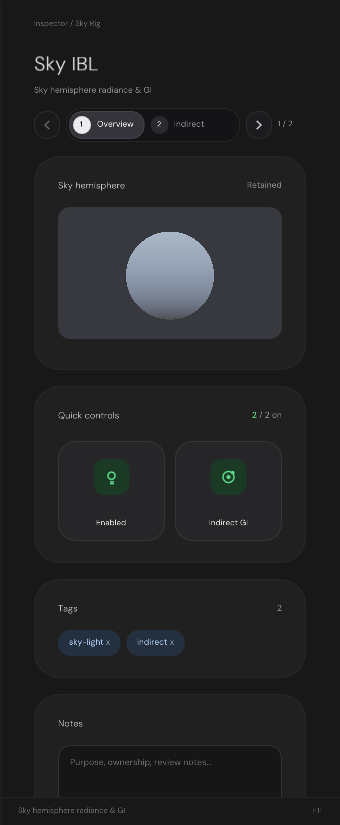 Inspector / Sky Rig
Sky IBL
Sky hemisphere radiance & GI
1 Overview 2 Indirect 1 / 2
Sky hemisphere Retained
Quick controls 2 / 2 on
Enabled Indirect GI
Tags 2
sky-light x indirect x
Notes
Purpose, ownership, review notes...
Sky hemisphere radiance & GI